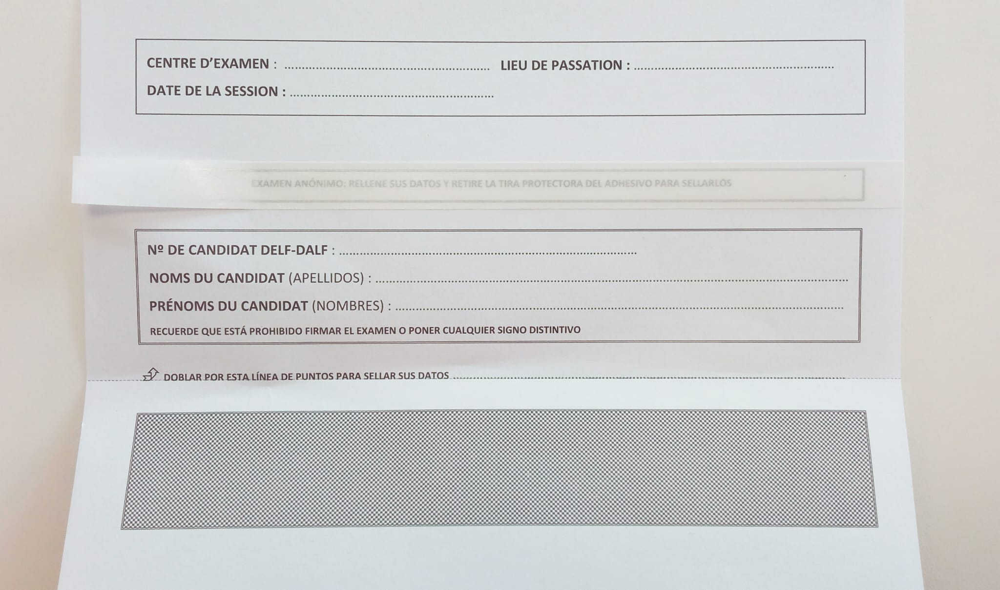 CENTRE D'EXAMEN : ................................................................ LIEU DE PASSATION : ................................................................
DATE DE LA SESSION : ................................................................
EXAMEN ANÓNIMO: RELLENE SUS DATOS Y RETIRE LA TIRA PROTECTORA DEL ADHESIVO PARA SELLARLOS
Nº DE CANDIDAT DELF-DALF : ................................................................
NOMS DU CANDIDAT (APELLIDOS) : ................................................................
PRÉNOMS DU CANDIDAT (NOMBRES) : ................................................................
RECUERDE QUE ESTÁ PROHIBIDO FIRMAR EL EXAMEN O PONER CUALQUIER SIGNO DISTINTIVO
DOBLAR POR ESTA LÍNEA DE PUNTOS PARA SELLAR SUS DATOS ................................................................